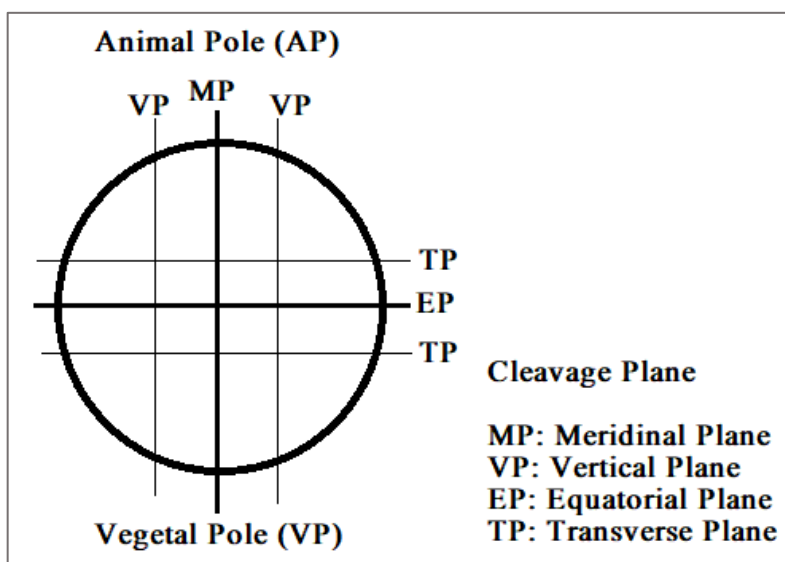 Animal Pole (AP)
VP MP VP
TP
EP
TP
Cleavage Plane
MP: Meridinal Plane
VP: Vertical Plane
EP: Equatorial Plane
TP: Transverse Plane
Vegetal Pole (VP)